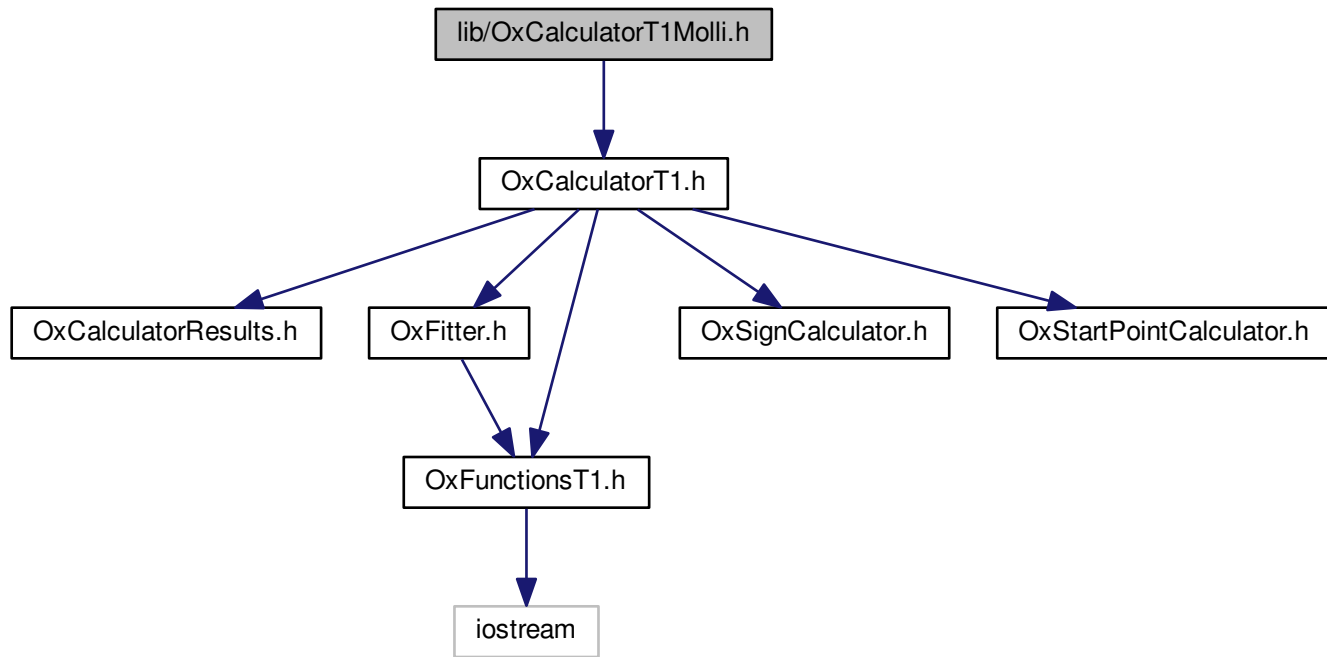 lib/OxCalculatorT1Molli.h
OxCalculatorT1.h
OxCalculatorResults.h
OxFitter.h
OxSignCalculator.h
OxStartPointCalculator.h
OxFunctionsT1.h
iostream